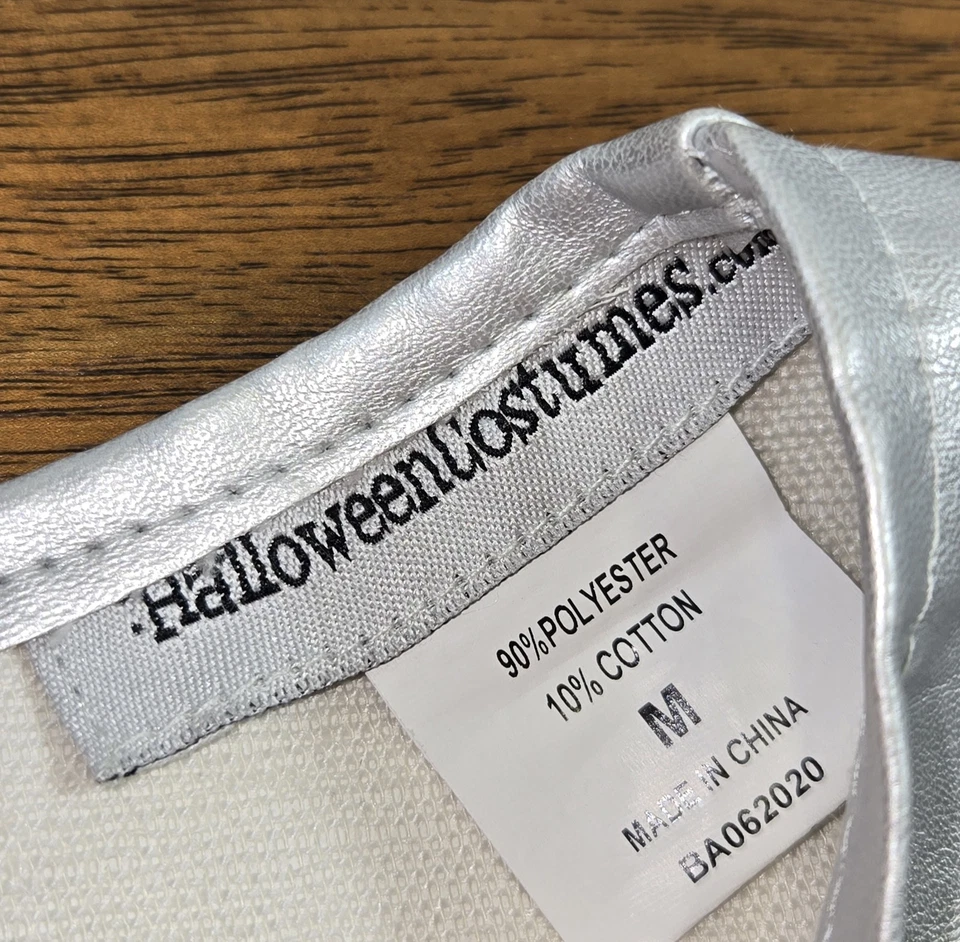 HalloweenCostumes.com
90%POLYESTER
10% COTTON
M
MADE IN CHINA
BA062020